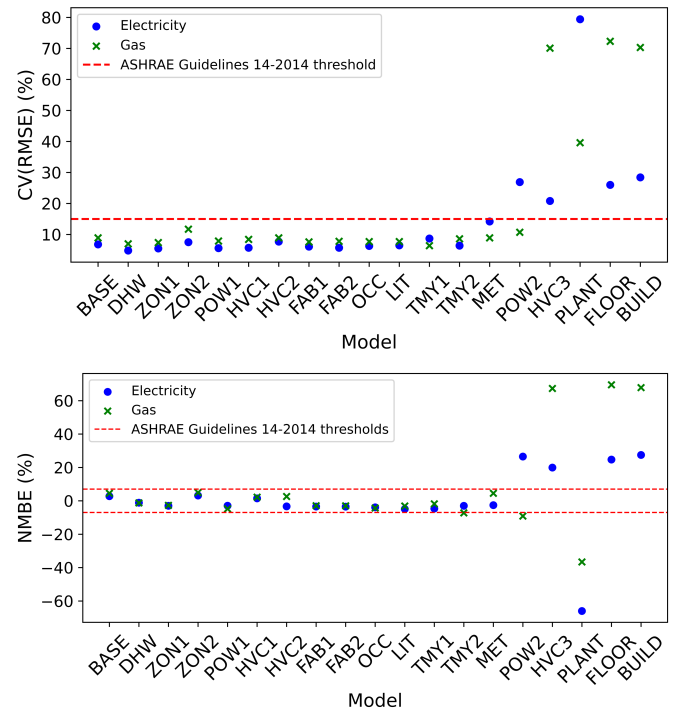 80
70
60
50
40
30
20
10
CV(RMSE) (%)
Electricity
Gas
ASHRAE Guidelines 14-2014 threshold
BASE
DHW
ZON1
ZON2
POW1
HVC1
HVC2
FAB1
FAB2
OCC
LIT
TMY1
TMY2
MET
POW2
HVC3
PLANT
FLOOR
BUILD
Model
60
40
20
0
−20
−40
−60
NMBE (%)
Electricity
Gas
ASHRAE Guidelines 14-2014 thresholds
BASE
DHW
ZON1
ZON2
POW1
HVC1
HVC2
FAB1
FAB2
OCC
LIT
TMY1
TMY2
MET
POW2
HVC3
PLANT
FLOOR
BUILD
Model